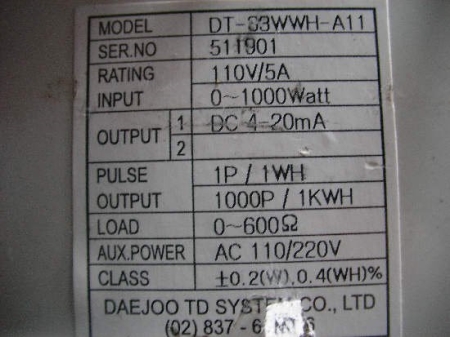 MODEL DT-33WWH-A11
SER.NO 511901
RATING 110V/5A
INPUT 0~1000Watt
OUTPUT 1 DC 4-20mA
2
PULSE 1P / 1WH
OUTPUT 1000P / 1KWH
LOAD 0~600Ω
AUX.POWER AC 110/220V
CLASS ±0.2(W),0.4(WH)%
DAEJOO TD SYSTEM CO., LTD
(02) 837 -